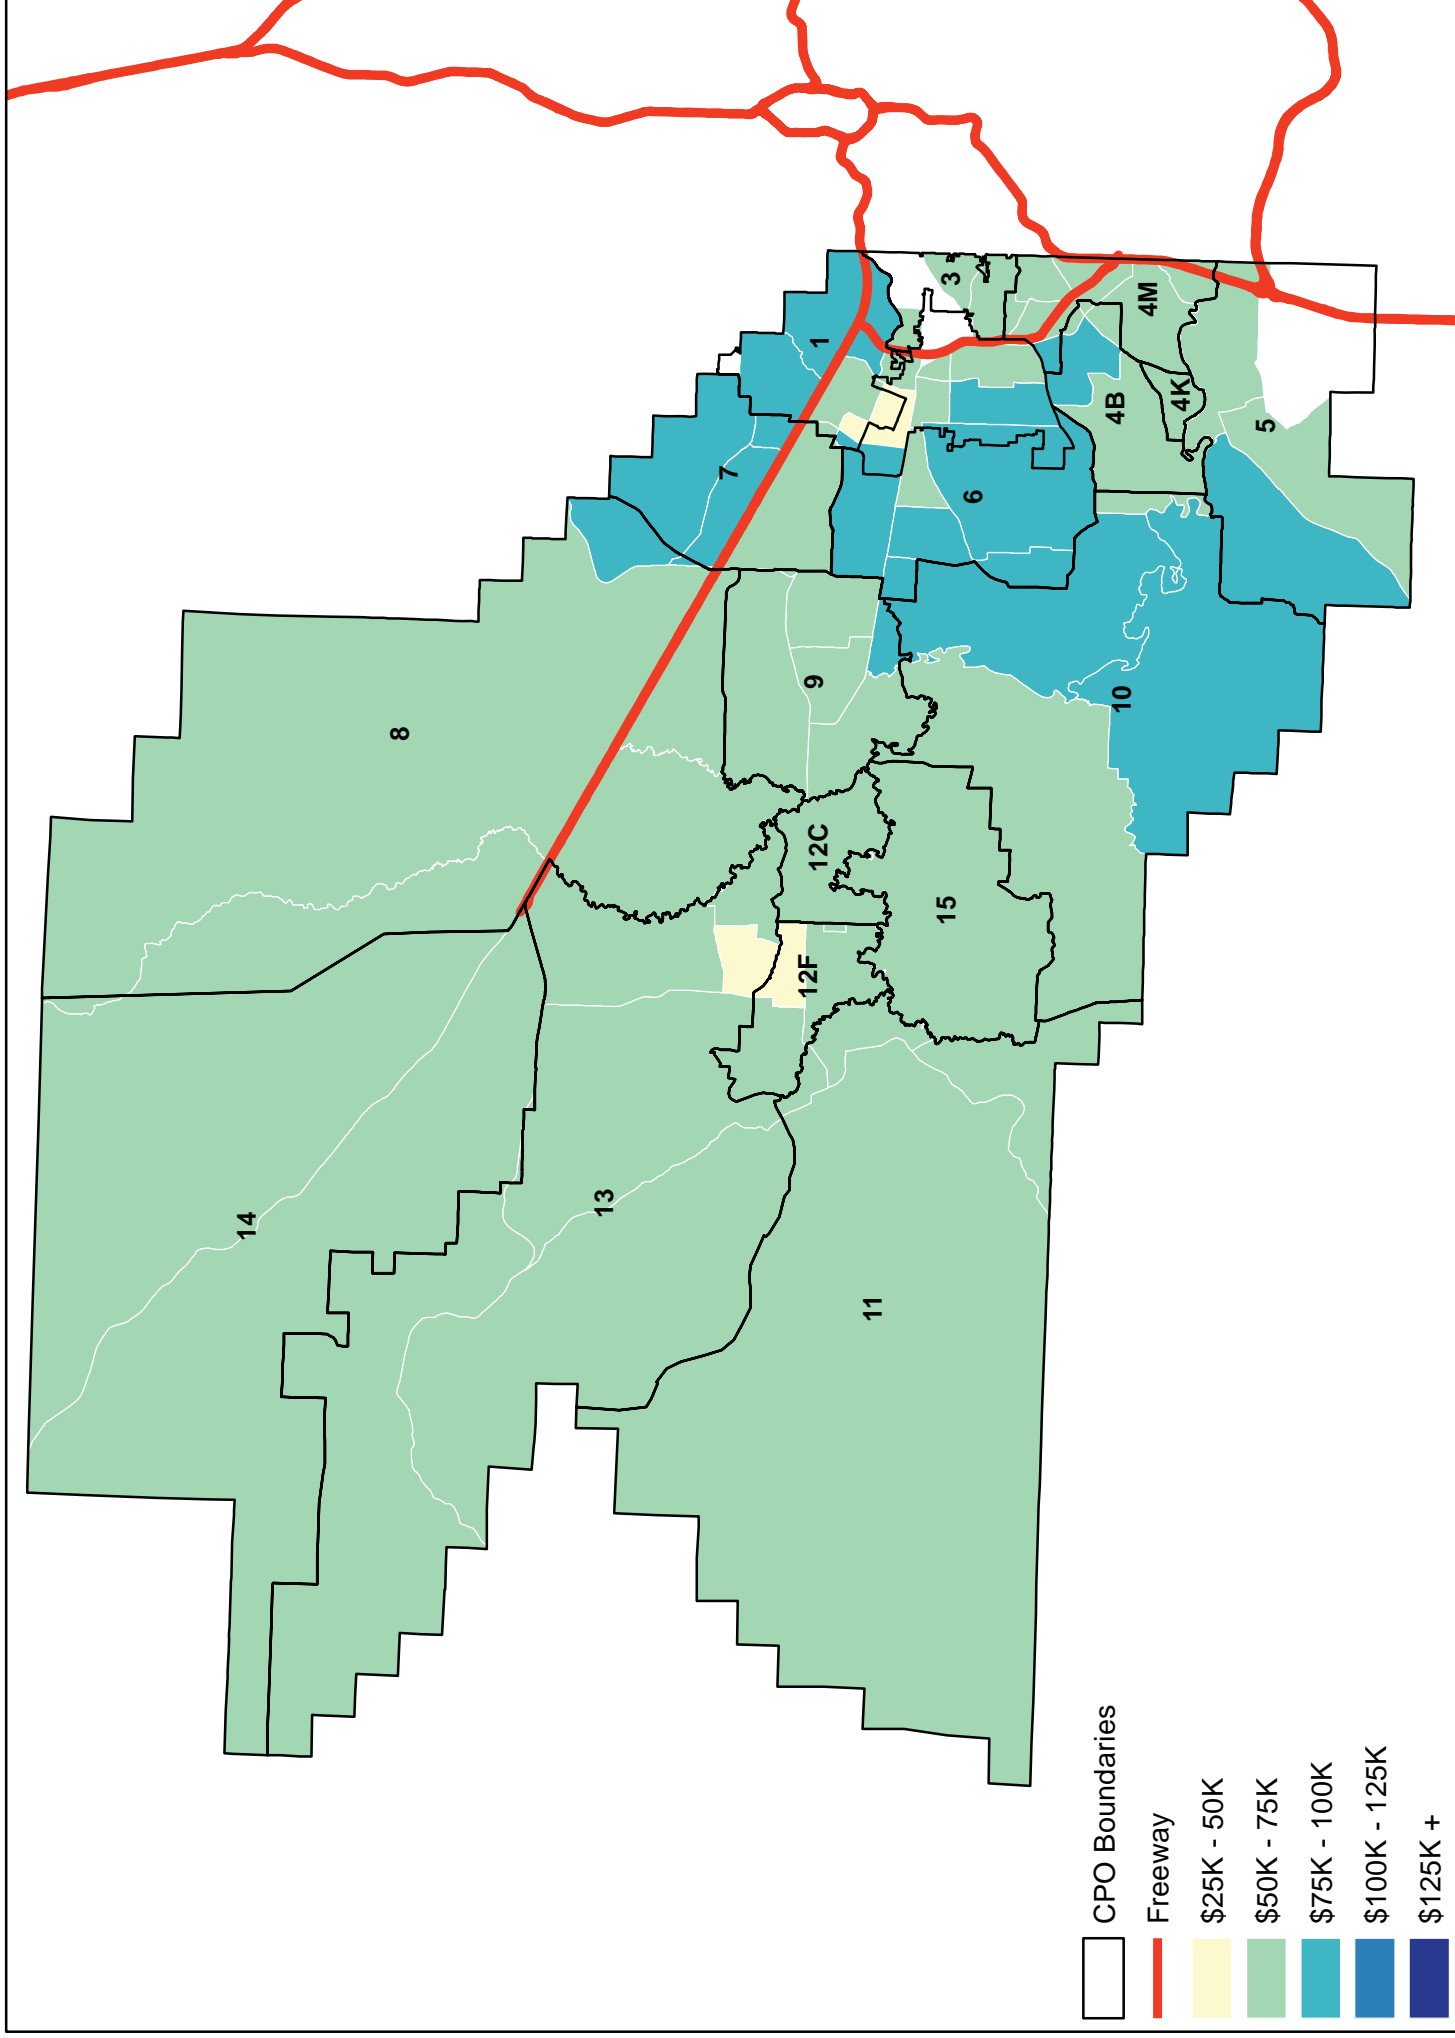 14
8
13
11
12F
12C
15
9
10
7
1
6
3
4M
4B
4K
5
CPO Boundaries
Freeway
$25K - 50K
$50K - 75K
$75K - 100K
$100K - 125K
$125K +